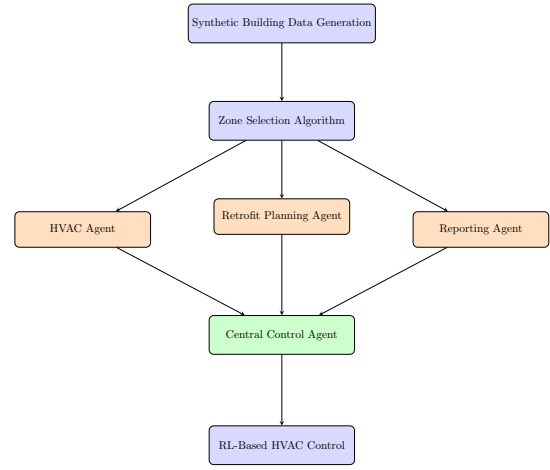 Synthetic Building Data Generation
Zone Selection Algorithm
HVAC Agent
Retrofit Planning Agent
Reporting Agent
Central Control Agent
RL-Based HVAC Control